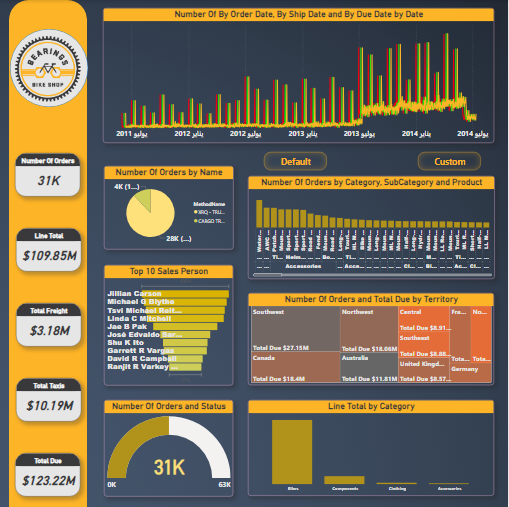 BEARINGS
BIKE SHOP
Number Of Orders
31K
Line Total
$109.85M
Total Freight
$3.18M
Total Taxis
$10.19M
Total Due
$123.22M
Number Of By Order Date, By Ship Date and By Due Date by Date
يوليو 2011
يناير 2012
يوليو 2012
يناير 2013
يوليو 2013
يناير 2014
يوليو 2014
Default
Custom
Number Of Orders by Name
4K (1...)
28K (...)
MethodName
XRQ - TRU...
CARGO TR...
Number Of Orders by Category, SubCategory and Product
Accessories
Top 10 Sales Person
Jillian Carson
Michael G Blythe
Tsvi Michael Reit...
Linda C Mitchell
Jae B Pak
José Edvaldo Sar...
Shu K Ito
Garrett R Vargas
David R Campbell
Ranjit R Varkey ...
Number Of Orders and Total Due by Territory
Southwest
Total Due $27.15M
Canada
Total Due $18.4M
Northwest
Total Due $18.06M
Australia
Total Due $11.81M
Central
Total Due $8.91...
Southeast
Total Due $8.88...
United Kingd...
Total Due $8.57...
Fra...
Tota...
No...
Tota...
Germany
Number Of Orders and Status
31K
0K
63K
Line Total by Category
Bikes
Components
Clothing
Accessories